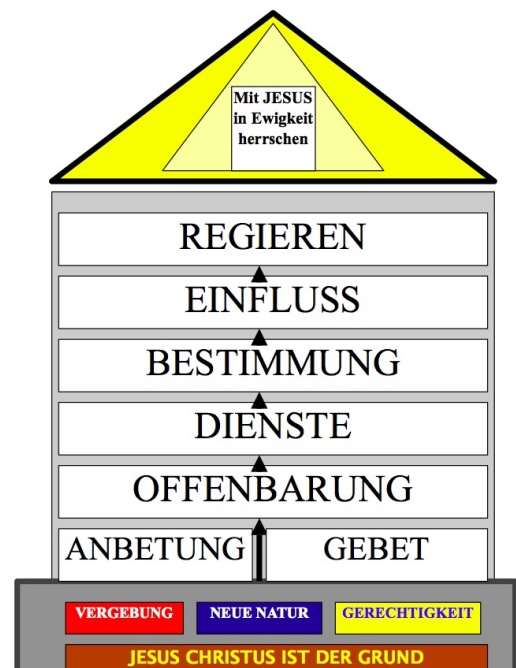 Mit JESUS
in Ewigkeit
herrschen
REGIEREN
EINFLUSS
BESTIMMUNG
DIENSTE
OFFENBARUNG
ANBETUNG
GEBET
VERGEBUNG
NEUE NATUR
GERECHTIGKEIT
JESUS CHRISTUS IST DER GRUND